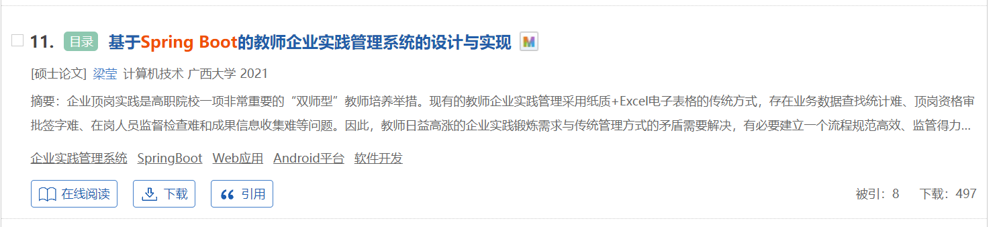 11. 目录 基于Spring Boot的教师企业实践管理系统的设计与实现 M
[硕士论文] 梁莹 计算机技术 广西大学 2021
摘要：企业顶岗实践是高职院校一项非常重要的“双师型”教师培养举措。现有的教师企业实践管理采用纸质+Excel电子表格的传统方式，存在业务数据查找统计难、顶岗资格审
批签字难、在岗人员监督检查难和成果信息收集难等问题。因此，教师日益高涨的企业实践锻炼需求与传统管理方式的矛盾需要解决，有必要建立一个流程规范高效、监管得力...
企业实践管理系统 SpringBoot Web应用 Android平台 软件开发
在线阅读 下载 引用 被引：8 下载：497